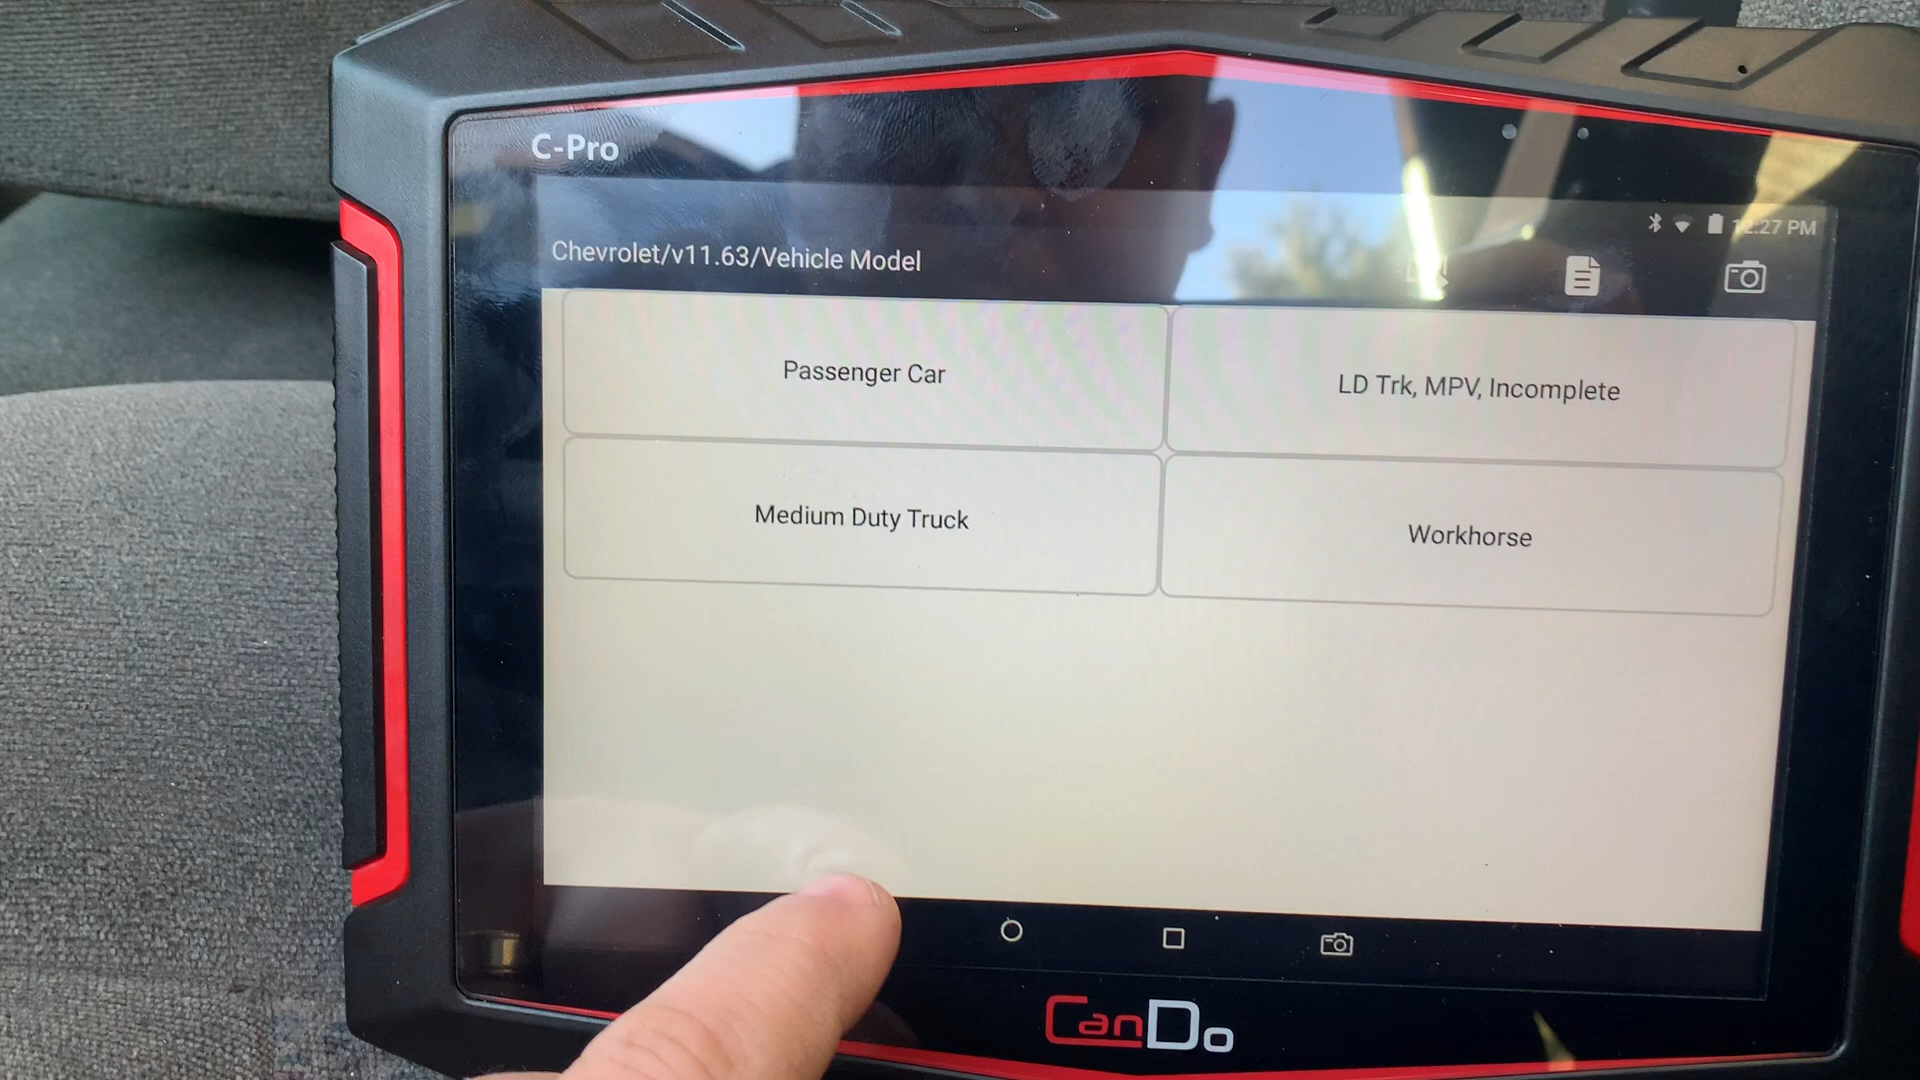 C-Pro
:27 PM
Chevrolet/v11.63/Vehicle Model
Passenger Car
LD Trk, MPV, Incomplete
Medium Duty Truck
Workhorse
CanDo